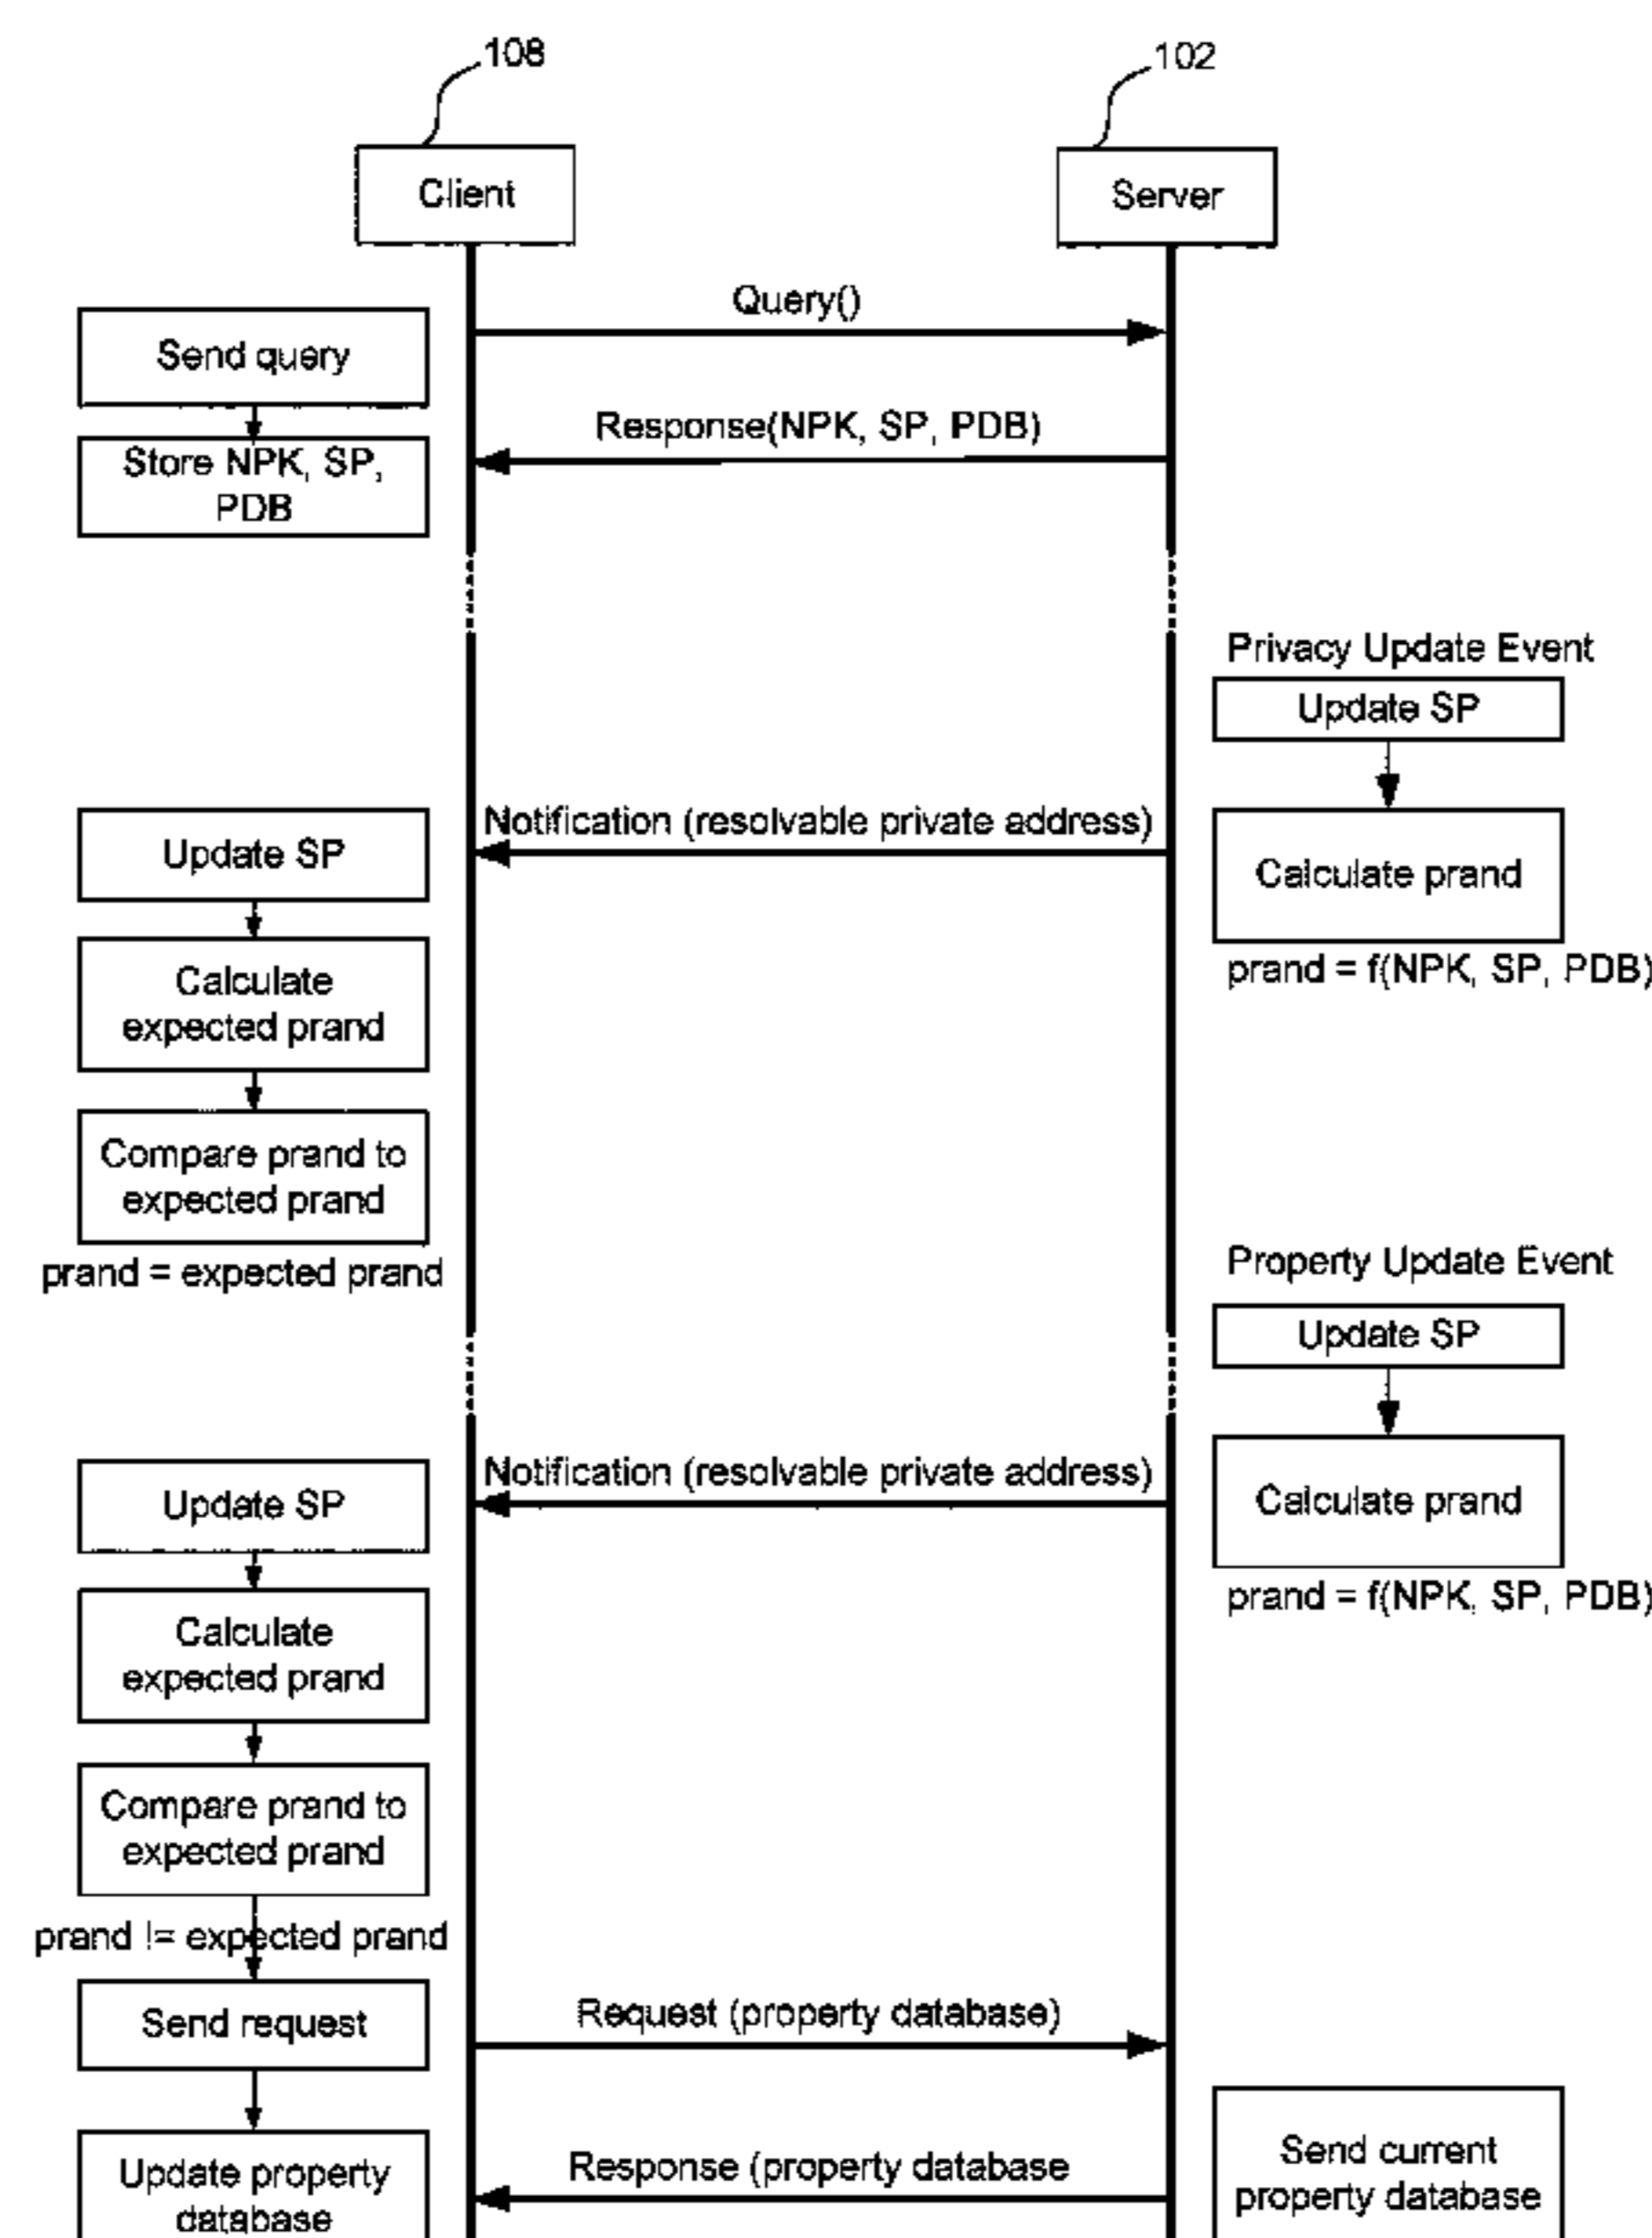 108
102
Client
Server
Query()
Send query
Response(NPK, SP, PDB)
Store NPK, SP,
PDB
Privacy Update Event
Update SP
Notification (resolvable private address)
Update SP
Calculate prand
prand = f(NPK, SP, PDB)
Calculate
expected prand
Compare prand to
expected prand
prand = expected prand
Property Update Event
Update SP
Notification (resolvable private address)
Update SP
Calculate prand
prand = f(NPK, SP, PDB)
Calculate
expected prand
Compare prand to
expected prand
prand != expected prand
Send request
Request (property database)
Response (property database
Send current
property database
Update property
database